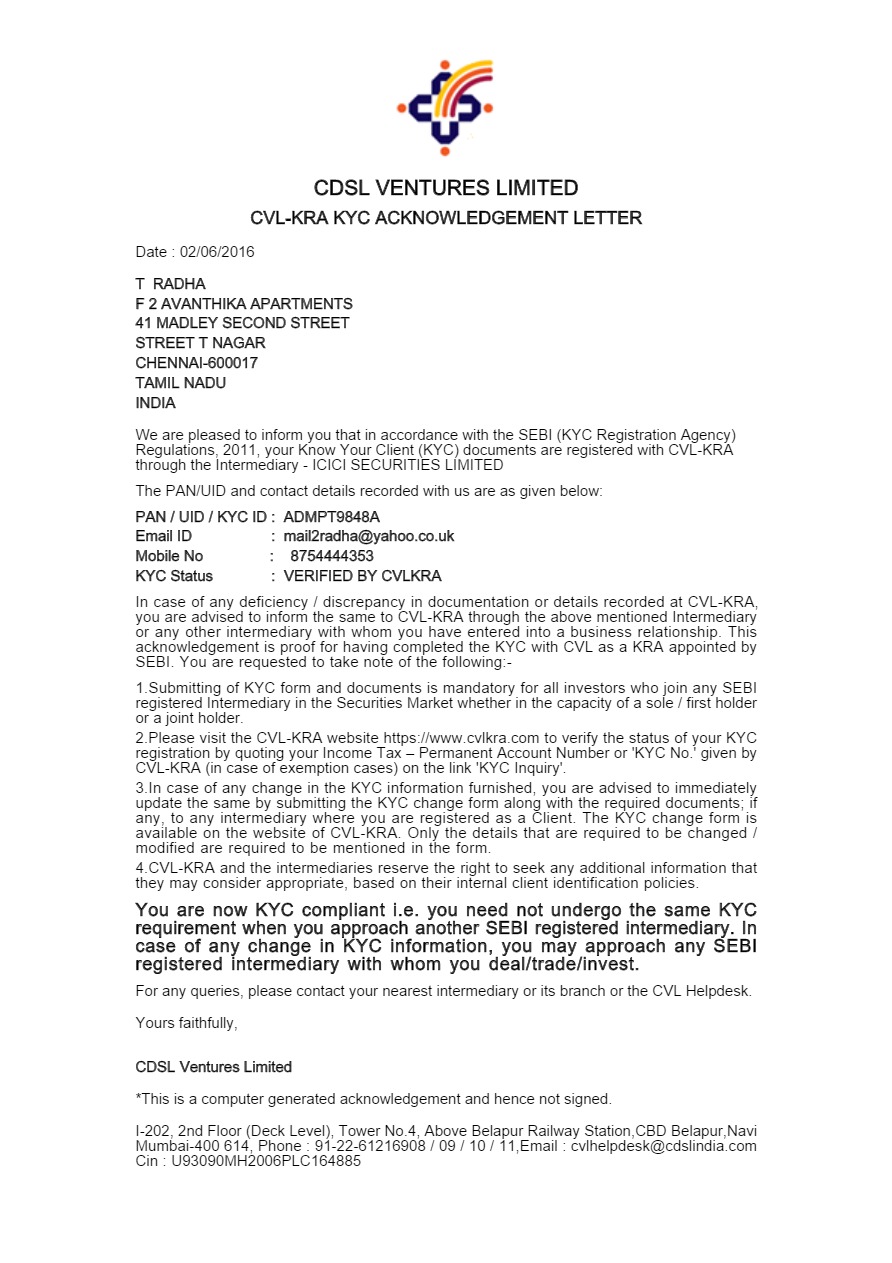 CDSL VENTURES LIMITED
CVL-KRA KYC ACKNOWLEDGEMENT LETTER
Date : 02/06/2016
T RADHA
F 2 AVANTHIKA APARTMENTS
41 MADLEY SECOND STREET
STREET T NAGAR
CHENNAI-600017
TAMIL NADU
INDIA
We are pleased to inform you that in accordance with the SEBI (KYC Registration Agency)
Regulations, 2011, your Know Your Client (KYC) documents are registered with CVL-KRA
through the Intermediary - ICICI SECURITIES LIMITED
The PAN/UID and contact details recorded with us are as given below:
PAN / UID / KYC ID : ADMPT9848A
Email ID : mail2radha@yahoo.co.uk
Mobile No : 8754444353
KYC Status : VERIFIED BY CVLKRA
In case of any deficiency / discrepancy in documentation or details recorded at CVL-KRA,
you are advised to inform the same to CVL-KRA through the above mentioned Intermediary
or any other intermediary with whom you have entered into a business relationship. This
acknowledgement is proof for having completed the KYC with CVL as a KRA appointed by
SEBI. You are requested to take note of the following:-
1.Submitting of KYC form and documents is mandatory for all investors who join any SEBI
registered Intermediary in the Securities Market whether in the capacity of a sole / first holder
or a joint holder.
2.Please visit the CVL-KRA website https://www.cvlkra.com to verify the status of your KYC
registration by quoting your Income Tax – Permanent Account Number or 'KYC No.' given by
CVL-KRA (in case of exemption cases) on the link 'KYC Inquiry'.
3.In case of any change in the KYC information furnished, you are advised to immediately
update the same by submitting the KYC change form along with the required documents; if
any, to any intermediary where you are registered as a Client. The KYC change form is
available on the website of CVL-KRA. Only the details that are required to be changed /
modified are required to be mentioned in the form.
4.CVL-KRA and the intermediaries reserve the right to seek any additional information that
they may consider appropriate, based on their internal client identification policies.
You are now KYC compliant i.e. you need not undergo the same KYC
requirement when you approach another SEBI registered intermediary. In
case of any change in KYC information, you may approach any SEBI
registered intermediary with whom you deal/trade/invest.
For any queries, please contact your nearest intermediary or its branch or the CVL Helpdesk.
Yours faithfully,
CDSL Ventures Limited
*This is a computer generated acknowledgement and hence not signed.
I-202, 2nd Floor (Deck Level), Tower No.4, Above Belapur Railway Station,CBD Belapur,Navi
Mumbai-400 614, Phone : 91-22-61216908 / 09 / 10 / 11,Email : cvlhelpdesk@cdslindia.com
Cin : U93090MH2006PLC164885